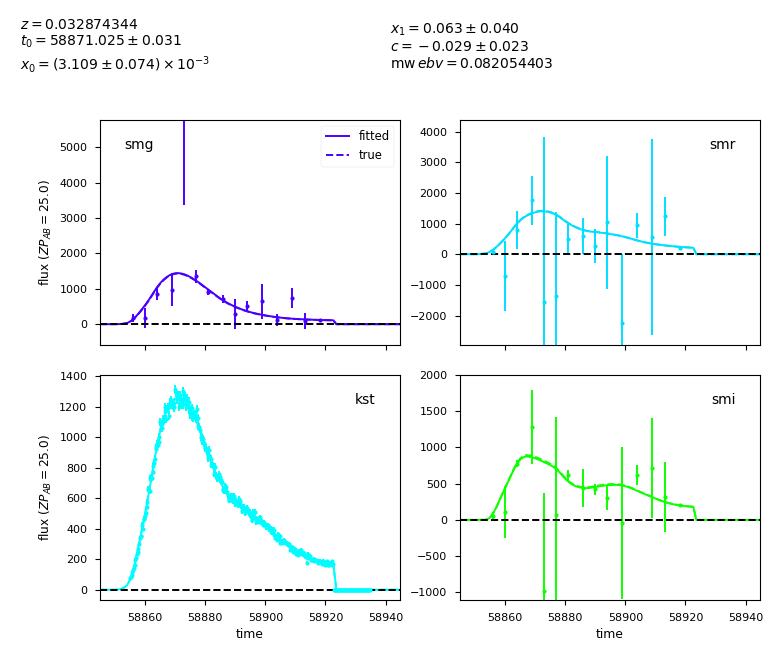 z = 0.032874344
t₀ = 58871.025 ± 0.031
x₀ = (3.109 ± 0.074) × 10⁻³
x₁ = 0.063 ± 0.040
c = −0.029 ± 0.023
mw ebv = 0.082054403
smg
fitted
true
flux (ZP_AB = 25.0)
5000
4000
3000
2000
1000
0
smr
4000
3000
2000
1000
0
−1000
−2000
kst
flux (ZP_AB = 25.0)
1400
1200
1000
800
600
400
200
0
58860 58880 58900 58920 58940
time
smi
2000
1500
1000
500
0
−500
−1000
58860 58880 58900 58920 58940
time